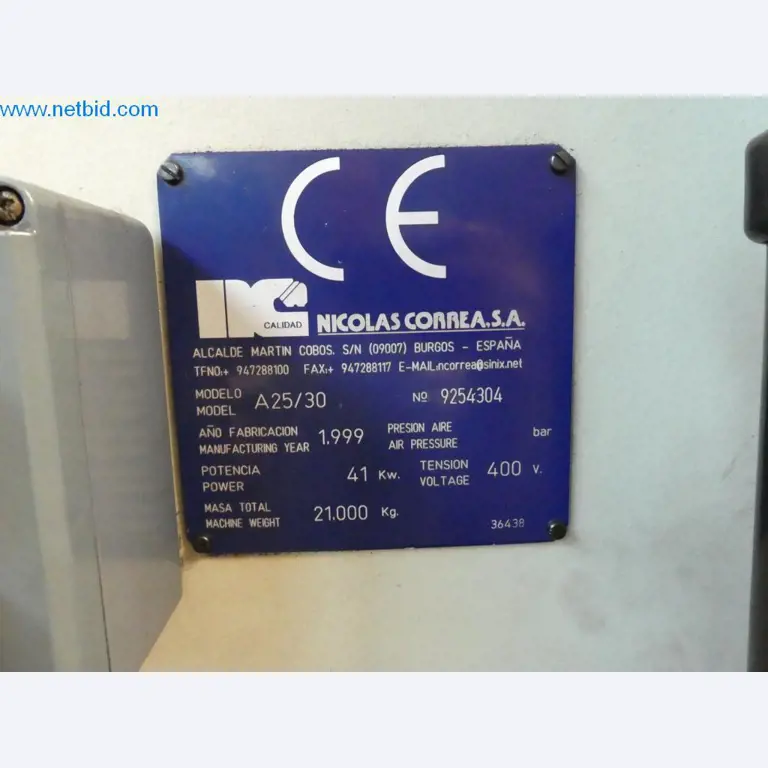 www.netbid.com
CE
NC
CALIDAD
NICOLAS CORREA, S.A.
ALCALDE MARTIN COBOS. S/N (09007) BURGOS - ESPAÑA
TFNO:+ 947288100 FAX:+ 947288117 E-MAIL:ncorrea@sinix.net
MODELO
MODEL A25/30 Nº 9254304
AÑO FABRICACION 1.999 PRESION AIRE bar
MANUFACTURING YEAR AIR PRESSURE
POTENCIA 41 Kw. TENSION 400 V.
POWER VOLTAGE
MASA TOTAL 21.000 Kg.
MACHINE WEIGHT 36438